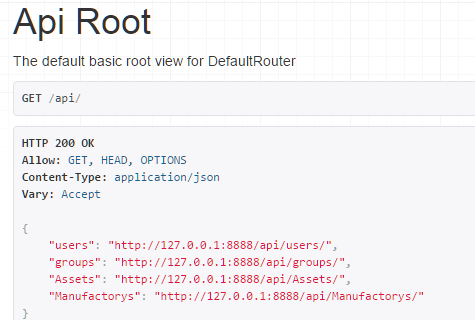 Api Root
The default basic root view for DefaultRouter
GET /api/
HTTP 200 OK
Allow: GET, HEAD, OPTIONS
Content-Type: application/json
Vary: Accept
{
"users": "http://127.0.0.1:8888/api/users/",
"groups": "http://127.0.0.1:8888/api/groups/",
"Assets": "http://127.0.0.1:8888/api/Assets/",
"Manufactorys": "http://127.0.0.1:8888/api/Manufactorys/"
}